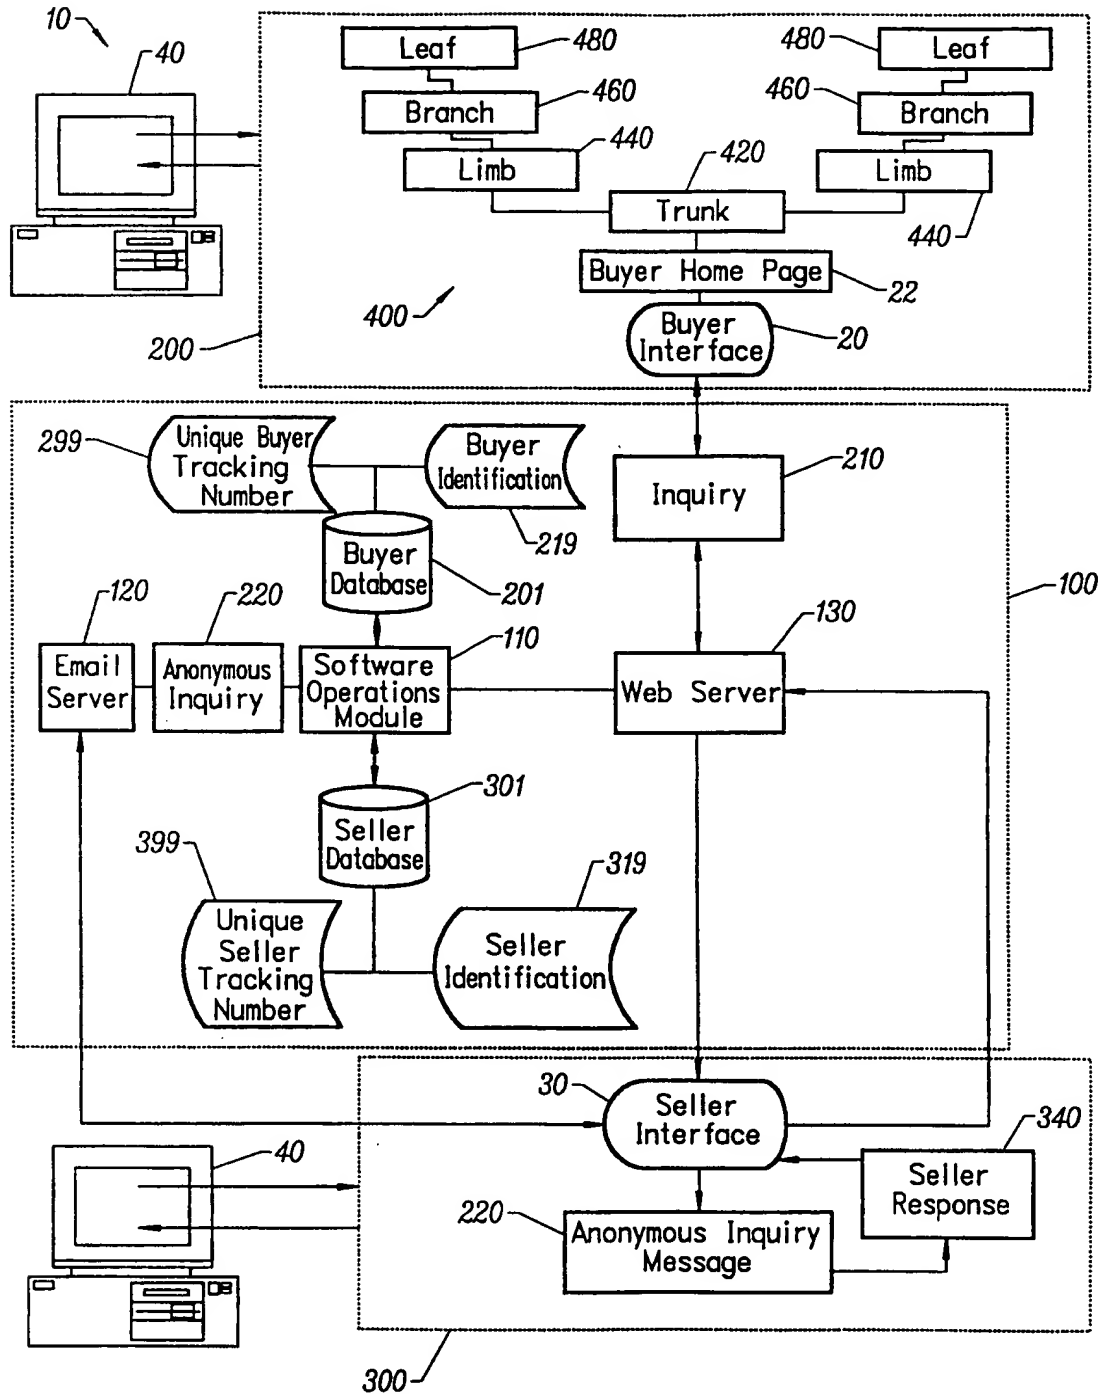 10
40
Leaf
480
480
Leaf
Branch
460
460
Branch
Limb
440
420
Limb
Trunk
440
Buyer Home Page
22
400
200
Buyer
Interface
20
299
Unique Buyer
Tracking
Number
Buyer
Identification
219
210
Inquiry
Buyer
Database
201
100
120
220
110
130
Email
Server
Anonymous
Inquiry
Software
Operations
Module
Web Server
301
Seller
Database
399
319
Unique
Seller
Tracking
Number
Seller
Identification
30
Seller
Interface
340
40
Seller
Response
220
Anonymous Inquiry
Message
300